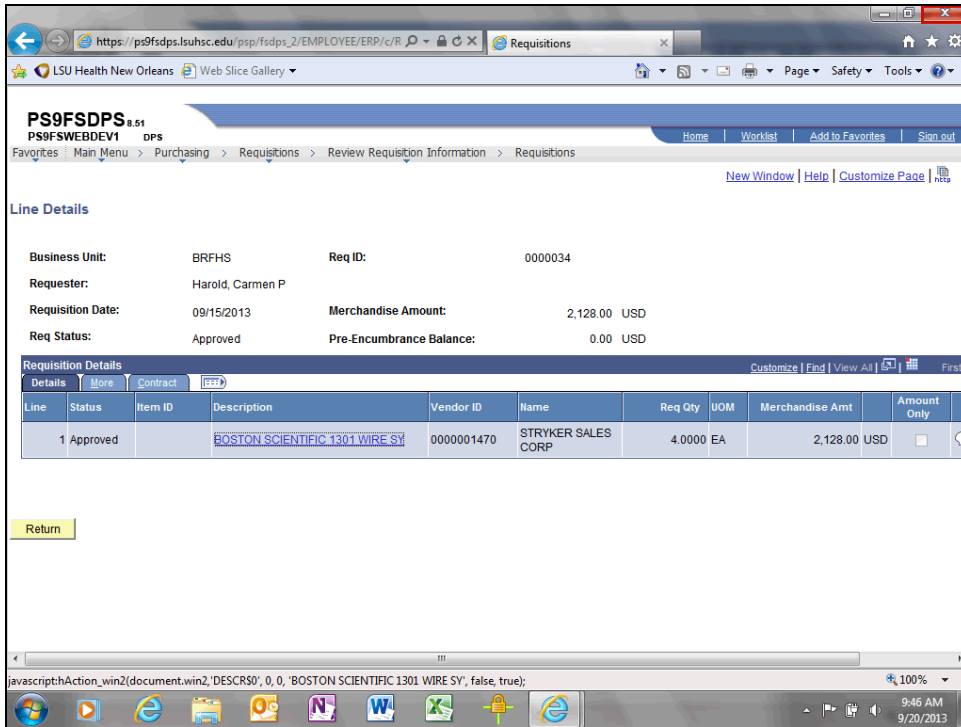 https://ps9fsdps.lsuhsc.edu/psp/fsdps_2/EMPLOYEE/ERP/c/R
Requisitions
LSU Health New Orleans Web Slice Gallery
Page Safety Tools
PS9FSDPS 8.51
PS9FSWEBDEV1 DPS
Home | Worklist | Add to Favorites | Sign out
Favorites Main Menu > Purchasing > Requisitions > Review Requisition Information > Requisitions
New Window | Help | Customize Page | http
Line Details
Business Unit: BRFHS Req ID: 0000034
Requester: Harold, Carmen P
Requisition Date: 09/15/2013 Merchandise Amount: 2,128.00 USD
Req Status: Approved Pre-Encumbrance Balance: 0.00 USD
Requisition Details Customize | Find | View All | First
Details More Contract
Line Status Item ID Description Vendor ID Name Req Qty UOM Merchandise Amt Amount Only
1 Approved BOSTON SCIENTIFIC 1301 WIRE SY 0000001470 STRYKER SALES CORP 4.0000 EA 2,128.00 USD
Return
javascript:hAction_win2(document.win2,'DESCR$0', 0, 0, 'BOSTON SCIENTIFIC 1301 WIRE SY', false, true);
100%
9:46 AM
9/20/2013